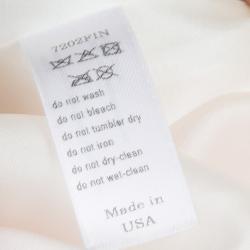 7202FIN
do not wash
do not bleach
do not tumbler dry
do not iron
do not dry-clean
do not wet-clean
Made in
USA